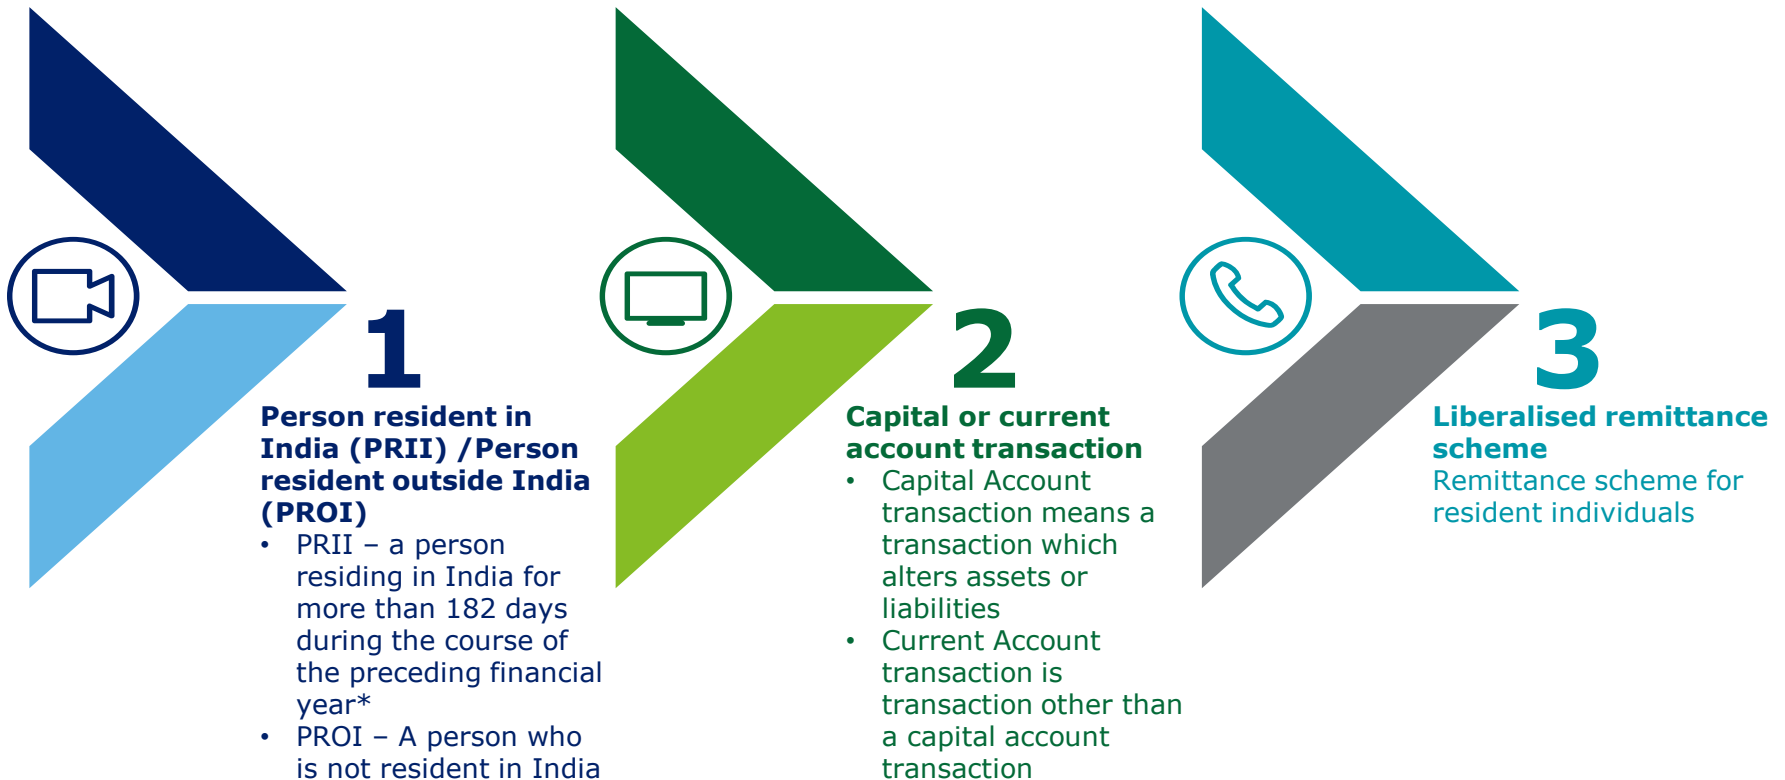 1
Person resident in
India (PRII) /Person
resident outside India
(PROI)
• PRII – a person
residing in India for
more than 182 days
during the course of
the preceding financial
year*
• PROI – A person who
is not resident in India
2
Capital or current
account transaction
• Capital Account
transaction means a
transaction which
alters assets or
liabilities
• Current Account
transaction is
transaction other than
a capital account
transaction
3
Liberalised remittance
scheme
Remittance scheme for
resident individuals